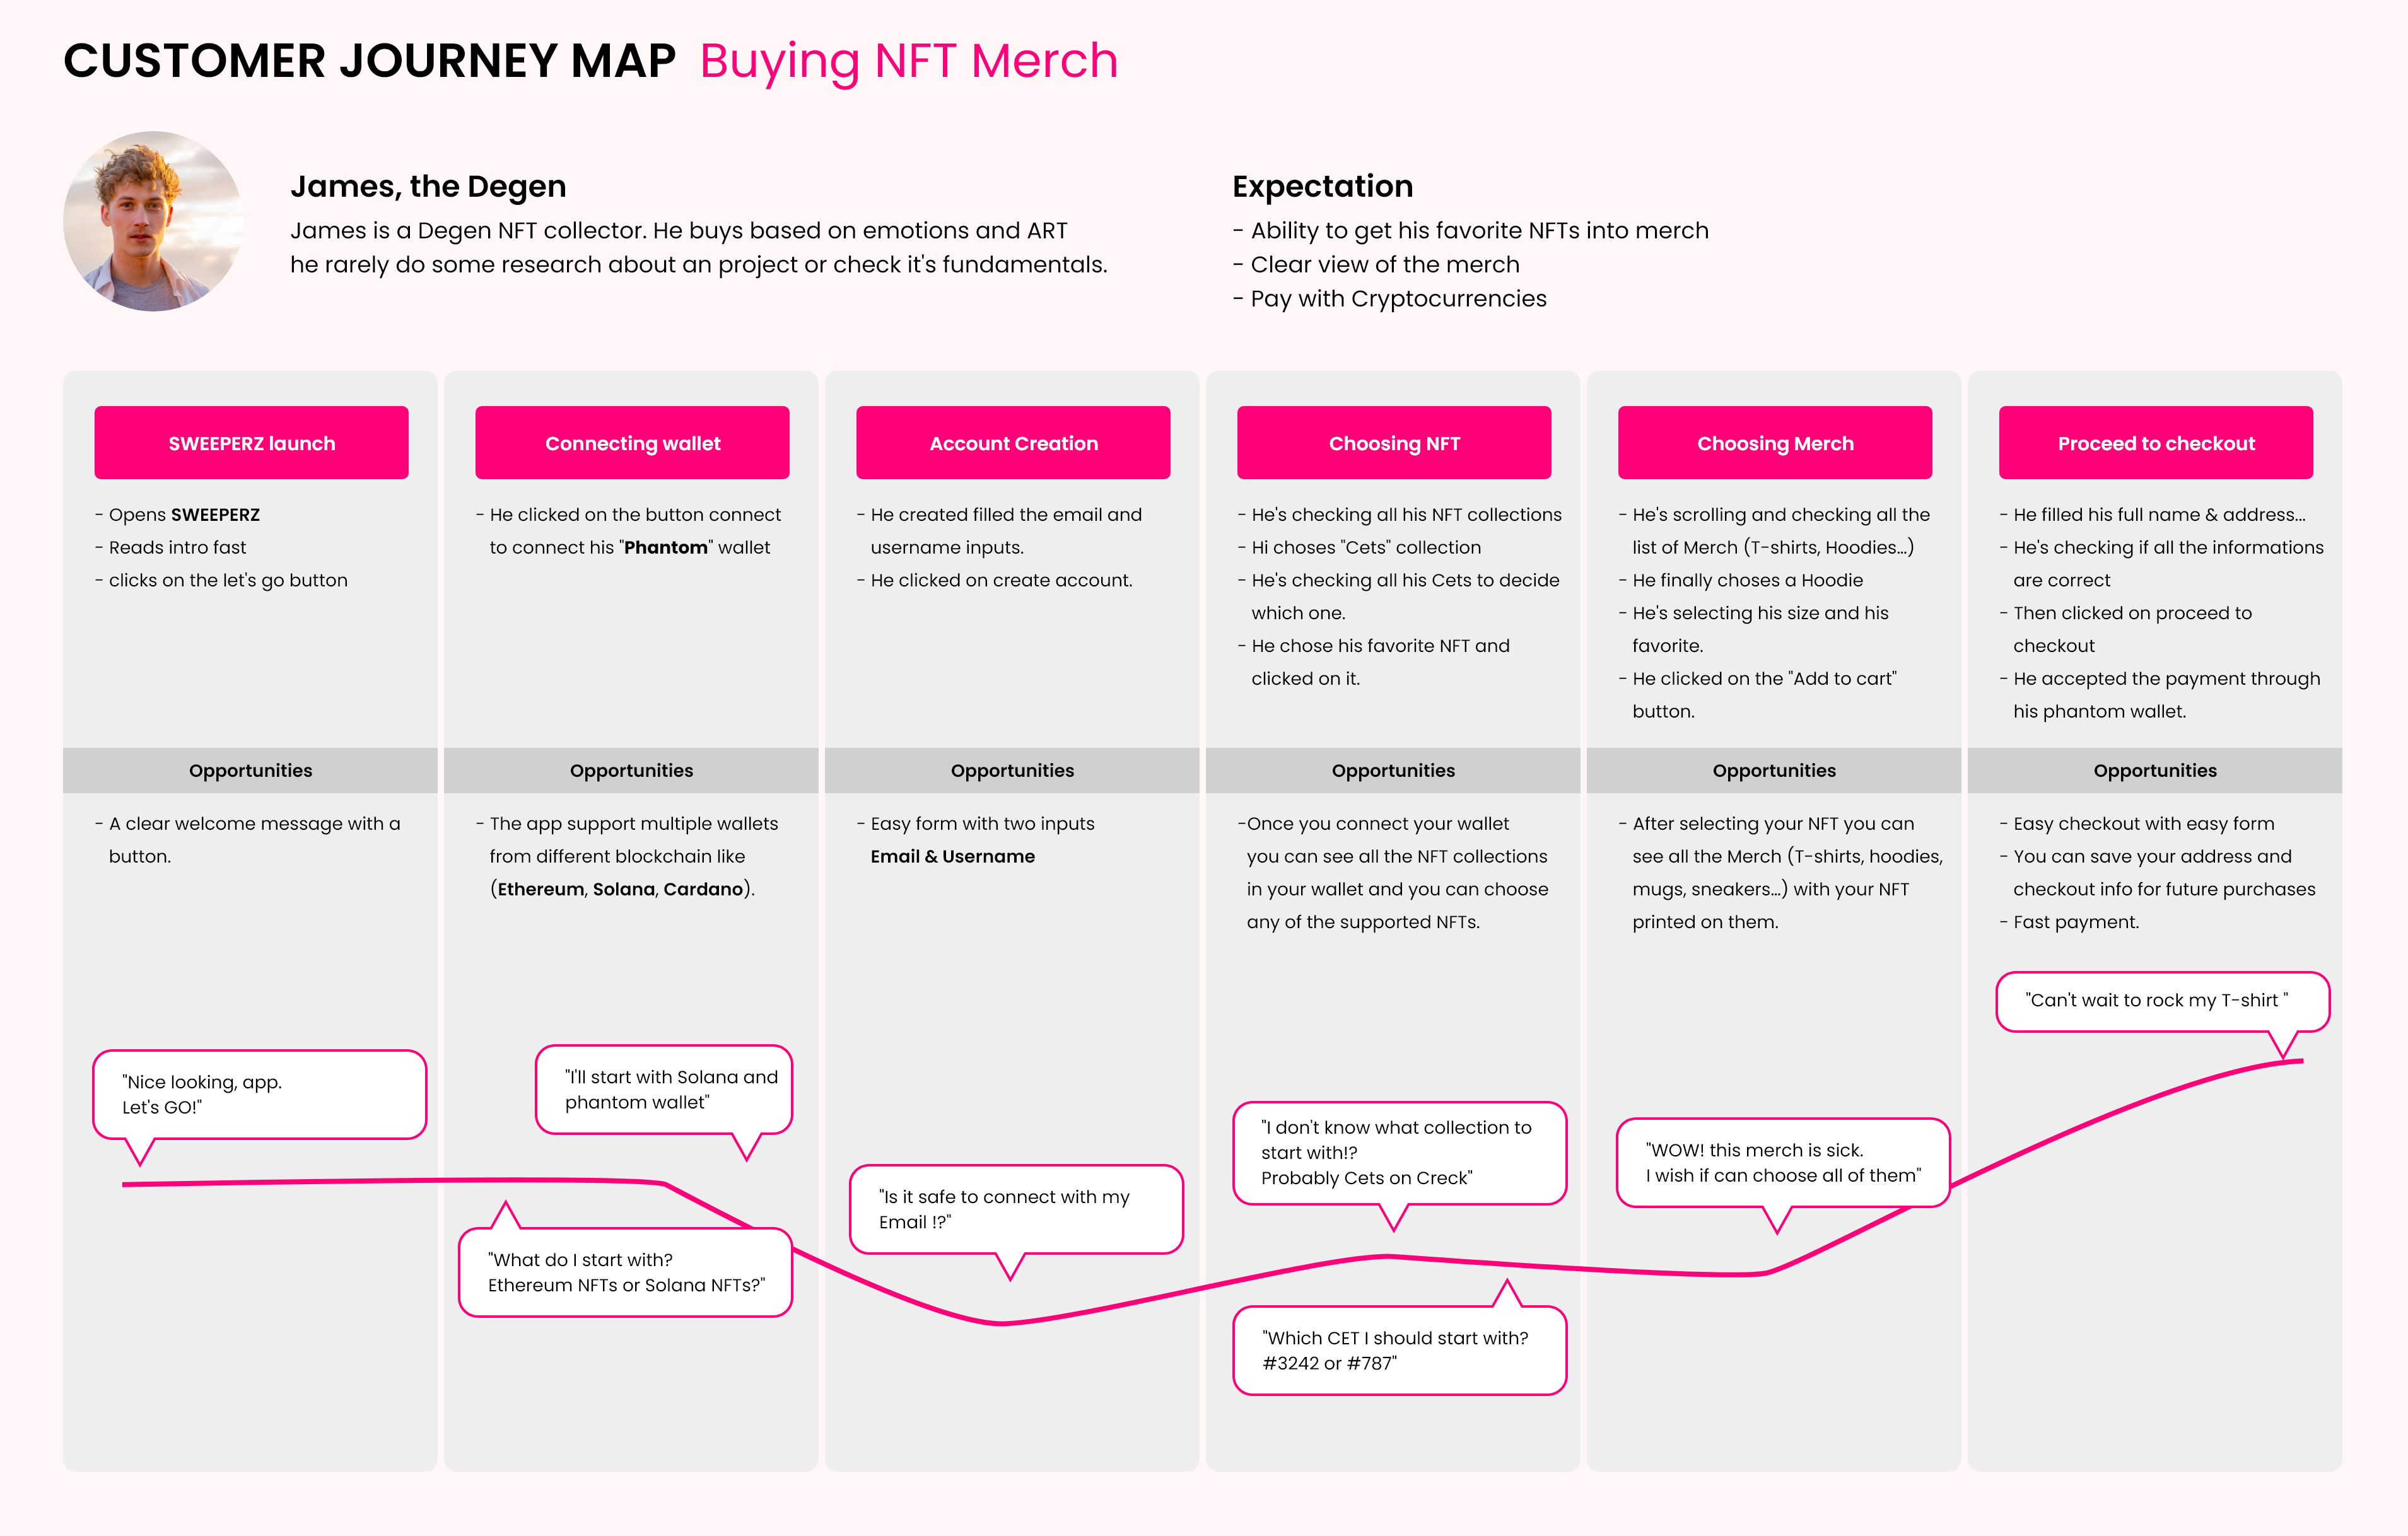 CUSTOMER JOURNEY MAP Buying NFT Merch
James, the Degen
James is a Degen NFT collector. He buys based on emotions and ART
he rarely do some research about an project or check it's fundamentals.
Expectation
- Ability to get his favorite NFTs into merch
- Clear view of the merch
- Pay with Cryptocurrencies
SWEEPERZ launch
- Opens SWEEPERZ
- Reads intro fast
- clicks on the let's go button
Opportunities
- A clear welcome message with a
button.
"Nice looking, app.
Let's GO!"
Connecting wallet
- He clicked on the button connect
to connect his "Phantom" wallet
Opportunities
- The app support multiple wallets
from different blockchain like
(Ethereum, Solana, Cardano).
"I'll start with Solana and
phantom wallet"
"What do I start with?
Ethereum NFTs or Solana NFTs?"
Account Creation
- He created filled the email and
username inputs.
- He clicked on create account.
Opportunities
- Easy form with two inputs
Email & Username
"Is it safe to connect with my
Email !?"
Choosing NFT
- He's checking all his NFT collections
- Hi choses "Cets" collection
- He's checking all his Cets to decide
which one.
- He chose his favorite NFT and
clicked on it.
Opportunities
-Once you connect your wallet
you can see all the NFT collections
in your wallet and you can choose
any of the supported NFTs.
"I don't know what collection to
start with!?
Probably Cets on Creck"
"Which CET I should start with?
#3242 or #787"
Choosing Merch
- He's scrolling and checking all the
list of Merch (T-shirts, Hoodies...)
- He finally choses a Hoodie
- He's selecting his size and his
favorite.
- He clicked on the "Add to cart"
button.
Opportunities
- After selecting your NFT you can
see all the Merch (T-shirts, hoodies,
mugs, sneakers...) with your NFT
printed on them.
"WOW! this merch is sick.
I wish if can choose all of them"
Proceed to checkout
- He filled his full name & address...
- He's checking if all the informations
are correct
- Then clicked on proceed to
checkout
- He accepted the payment through
his phantom wallet.
Opportunities
- Easy checkout with easy form
- You can save your address and
checkout info for future purchases
- Fast payment.
"Can't wait to rock my T-shirt "